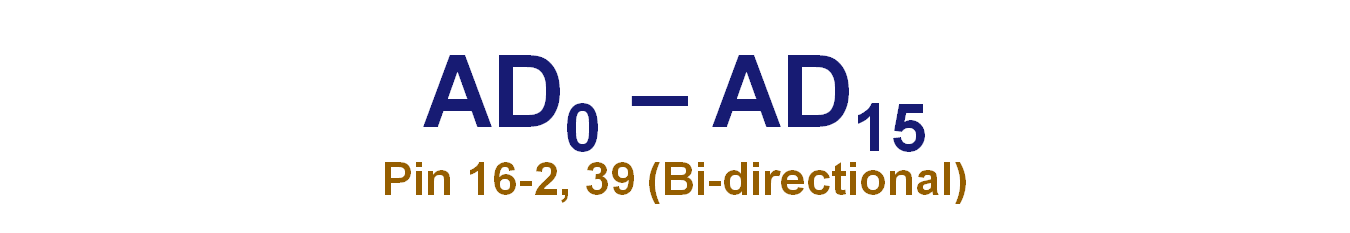 AD₀ – AD₁₅
Pin 16-2, 39 (Bi-directional)